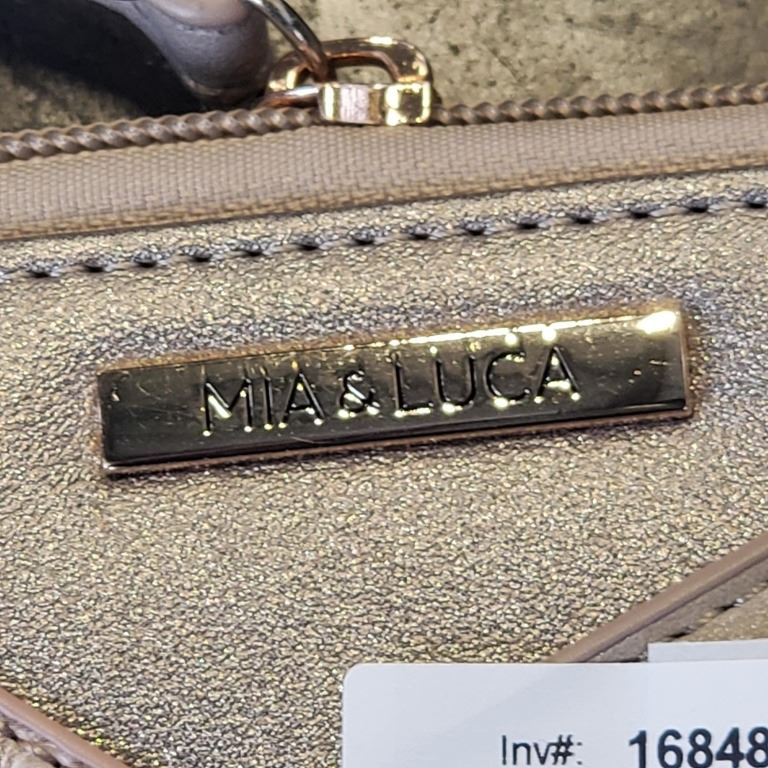 MIA & LUCA
Inv#: 16848